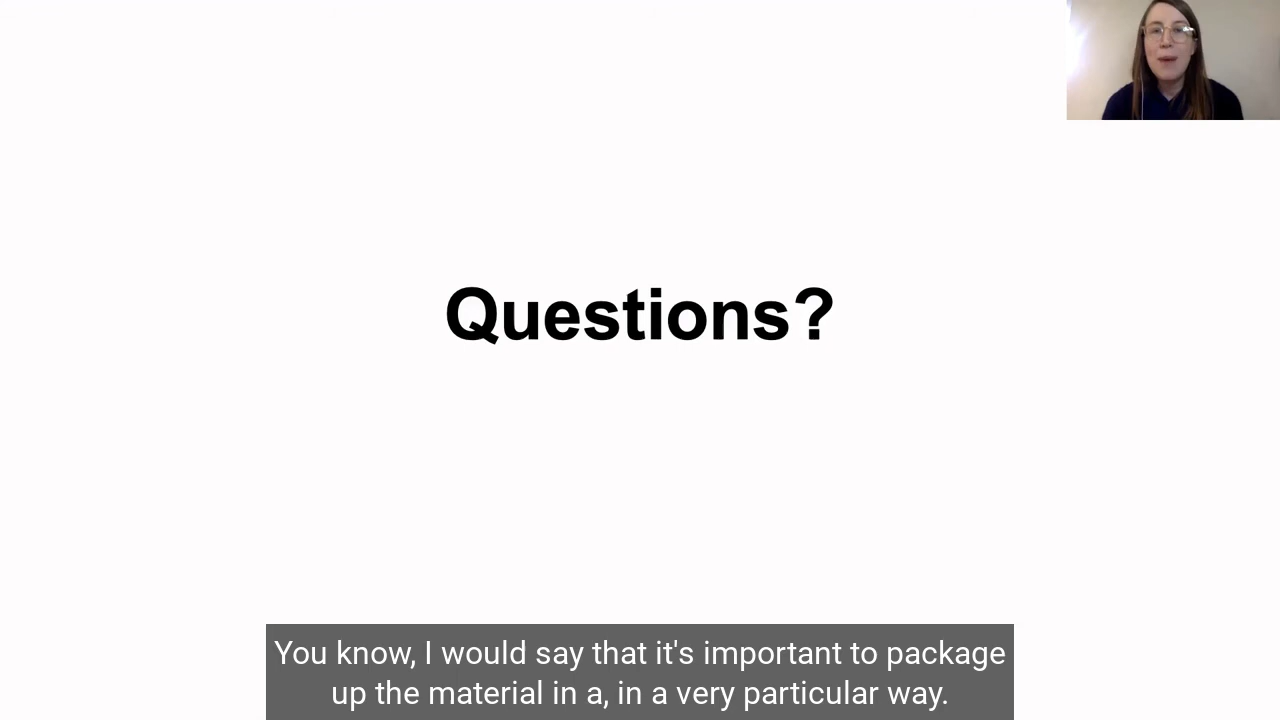 Questions?
You know, I would say that it's important to package
up the material in a, in a very particular way.